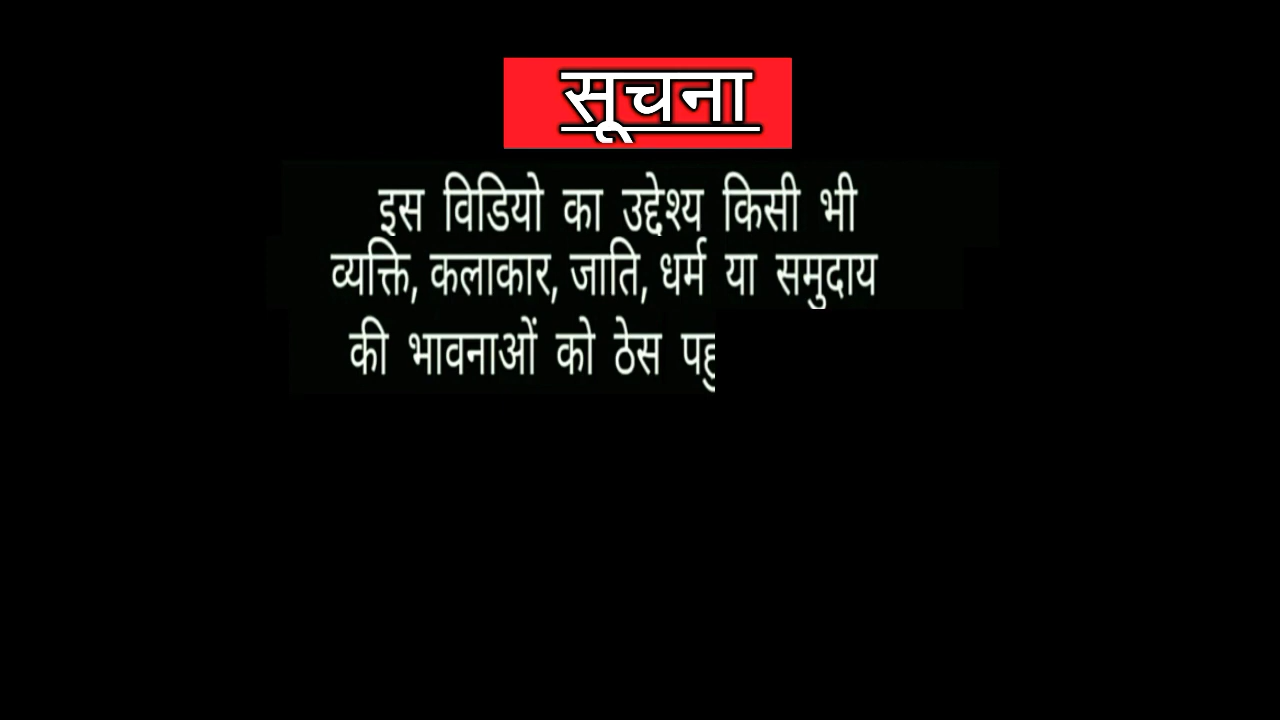 सूचना
इस विडियो का उद्देश्य किसी भी
व्यक्ति, कलाकार, जाति, धर्म या समुदाय
की भावनाओं को ठेस